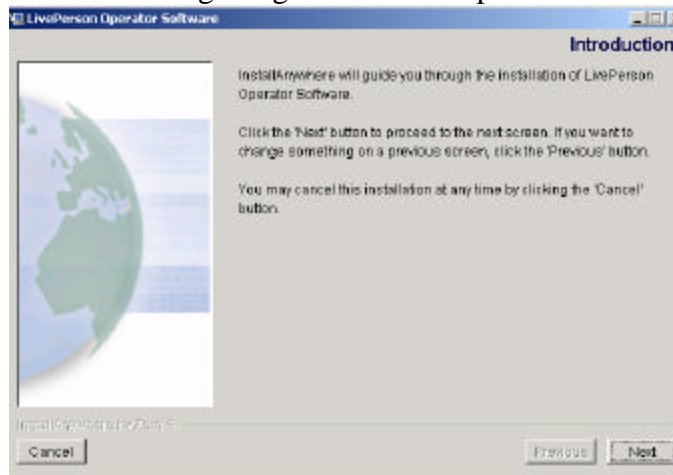 LivePerson Operator Software
Introduction
InstallAnywhere will guide you through the installation of LivePerson
Operator Software.
Click the 'Next' button to proceed to the next screen. If you want to
change something on a previous screen, click the 'Previous' button.
You may cancel this installation at any time by clicking the 'Cancel'
button.
Cancel
Previous
Next